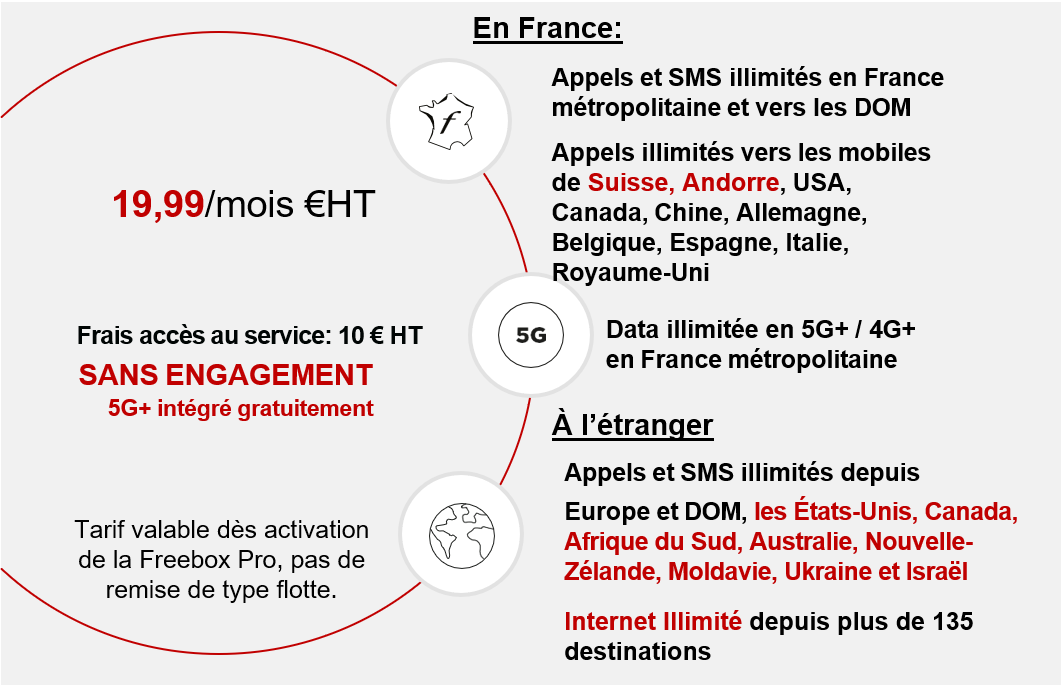 En France:
Appels et SMS illimités en France
métropolitaine et vers les DOM
Appels illimités vers les mobiles
de Suisse, Andorre, USA,
Canada, Chine, Allemagne,
Belgique, Espagne, Italie,
Royaume-Uni
f
19,99/mois €HT
Frais accès au service: 10 € HT
SANS ENGAGEMENT
5G+ intégré gratuitement
5G
Data illimitée en 5G+ / 4G+
en France métropolitaine
À l’étranger
Appels et SMS illimités depuis
Europe et DOM, les États-Unis, Canada,
Afrique du Sud, Australie, Nouvelle-
Zélande, Moldavie, Ukraine et Israël
Internet Illimité depuis plus de 135
destinations
Tarif valable dès activation
de la Freebox Pro, pas de
remise de type flotte.